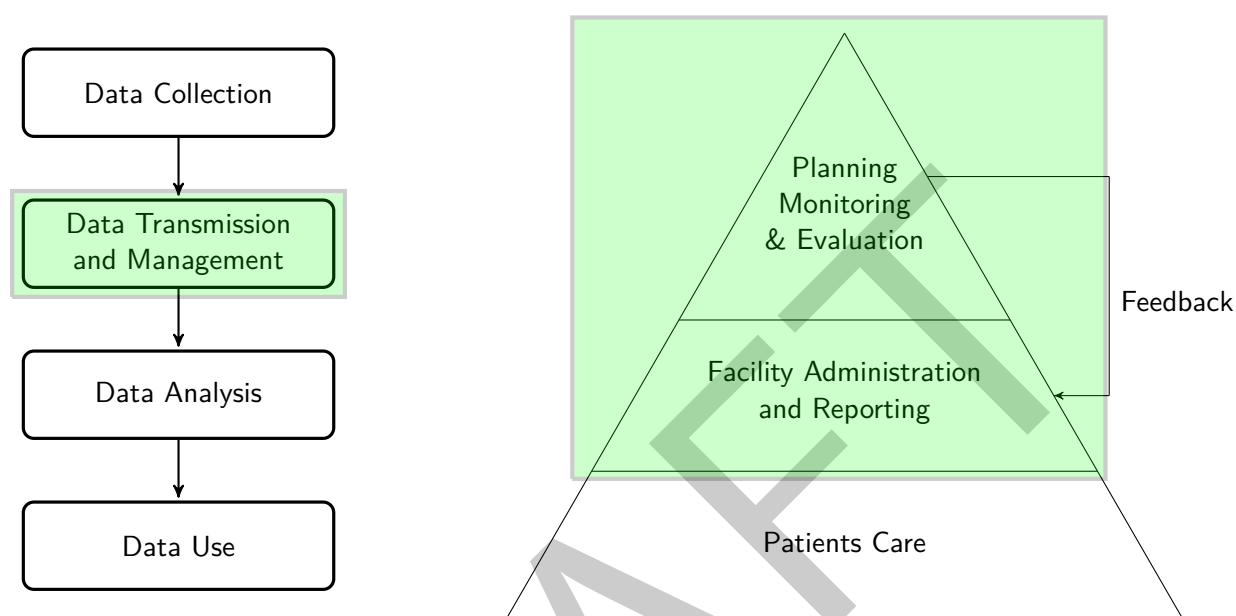 Data Collection
Data Transmission
and Management
Data Analysis
Data Use
Planning
Monitoring
& Evaluation
Feedback
Facility Administration
and Reporting
Patients Care
AFT